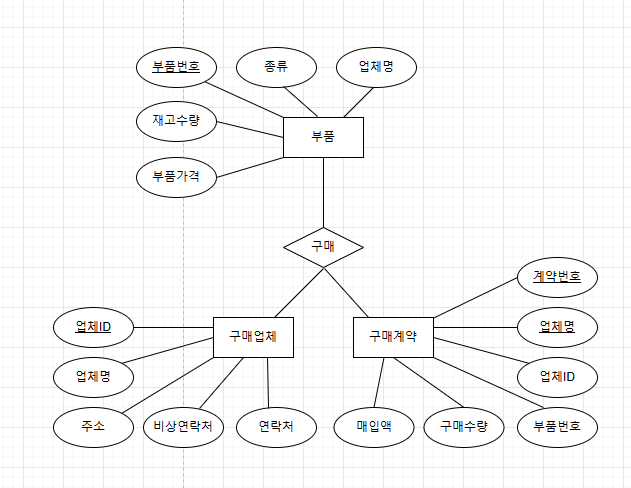 부품번호
종류
업체명
재고수량
부품
부품가격
구매
계약번호
업체ID
구매업체
구매계약
업체명
업체명
업체ID
주소
비상연락처
연락처
매입액
구매수량
부품번호